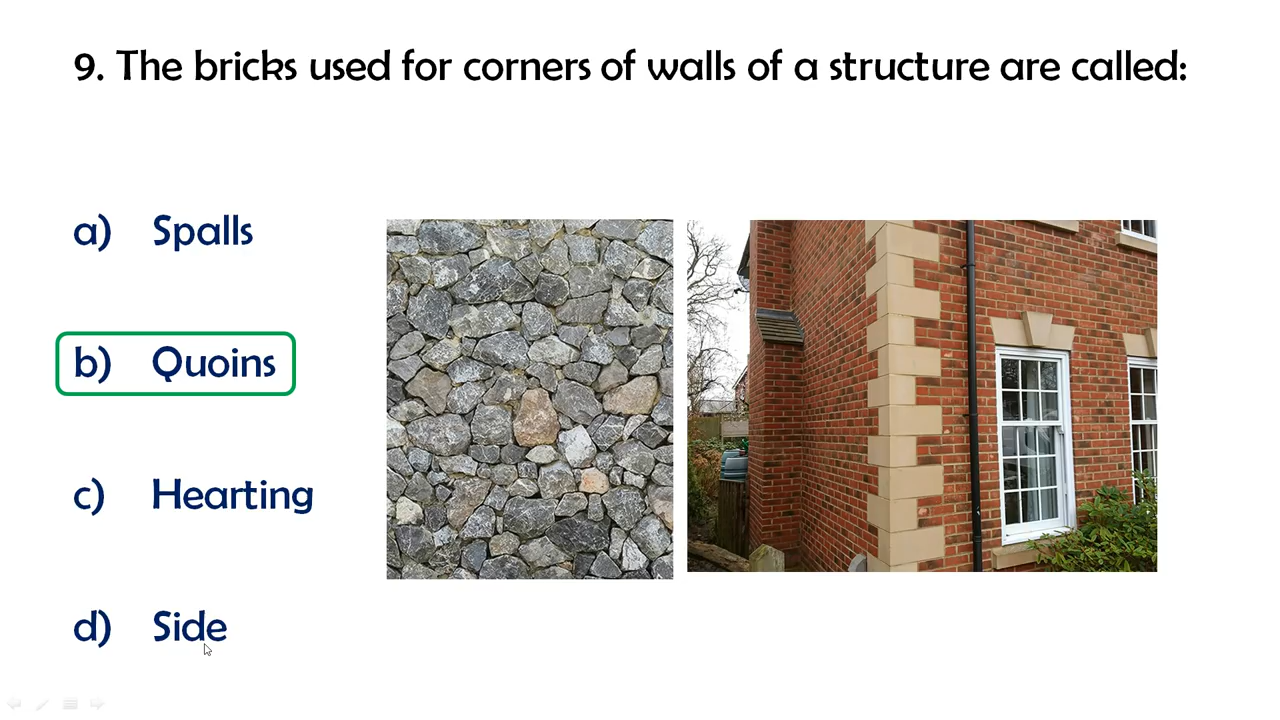 9. The bricks used for corners of walls of a structure are called:
a) Spalls
b) Quoins
c) Hearting
d) Side